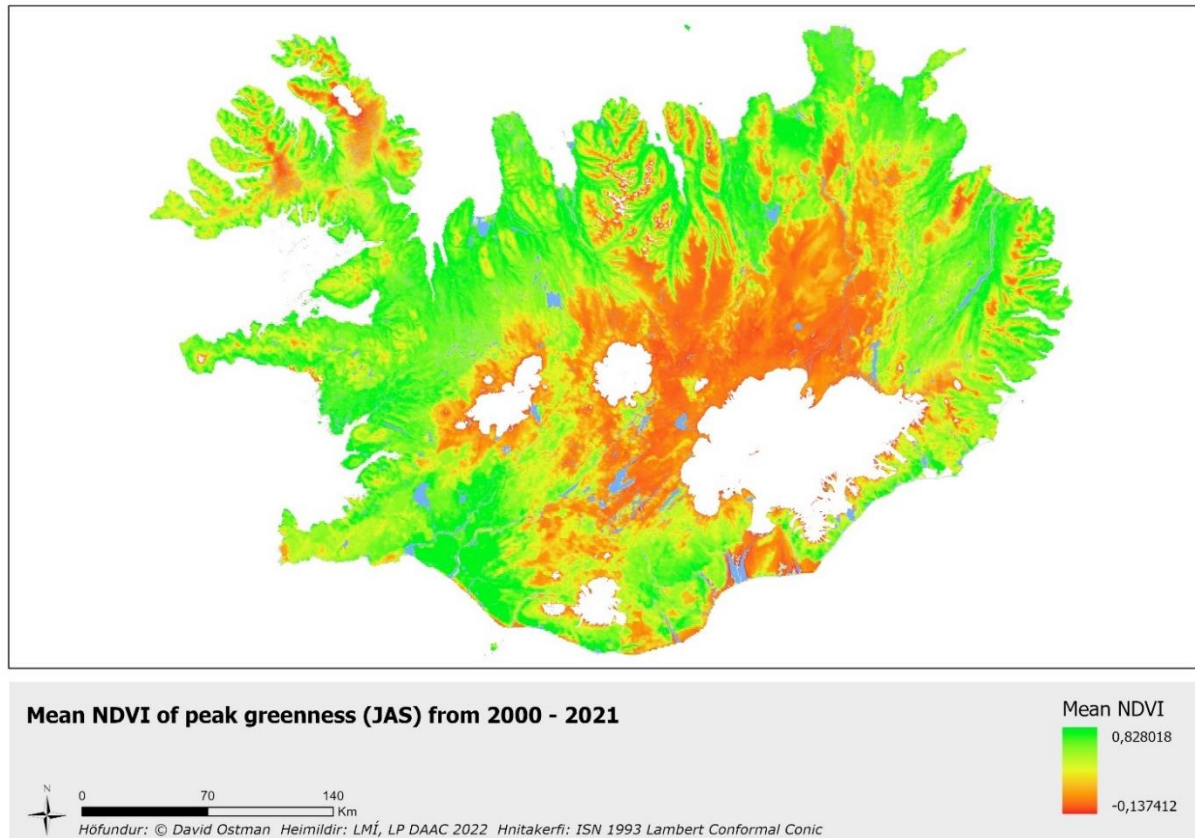 Mean NDVI of peak greenness (JAS) from 2000 - 2021
Mean NDVI
0,828018
-0,137412
N
0 70 140
Km
Höfundur: © David Ostman Heimildir: LMÍ, LP DAAC 2022 Hnitakerfi: ISN 1993 Lambert Conformal Conic